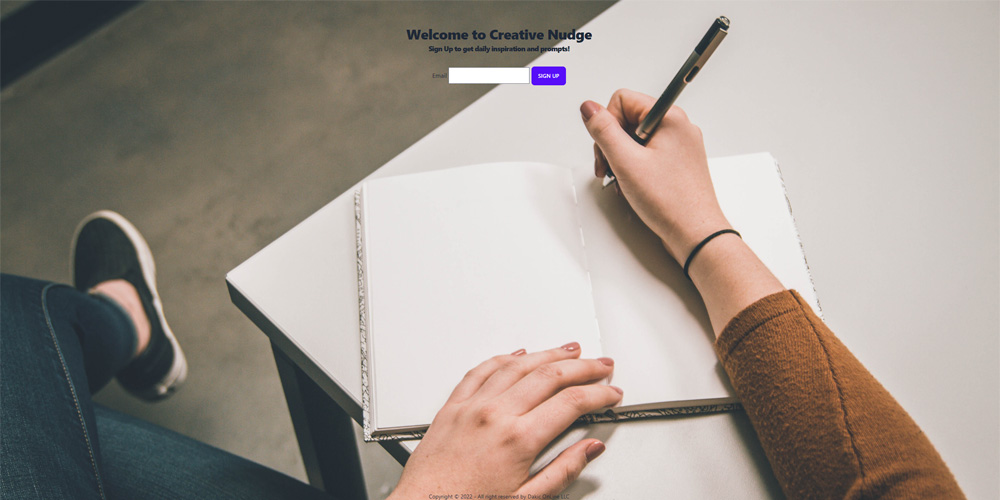 Welcome to Creative Nudge
Sign Up to get daily inspiration and prompts!
Email
SIGN UP
Copyright © 2022 - All right reserved by LLC